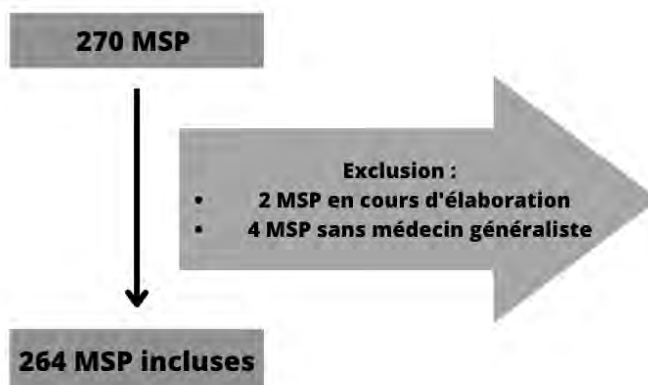 270 MSP
Exclusion :
• 2 MSP en cours d'élaboration
• 4 MSP sans médecin généraliste
264 MSP incluses